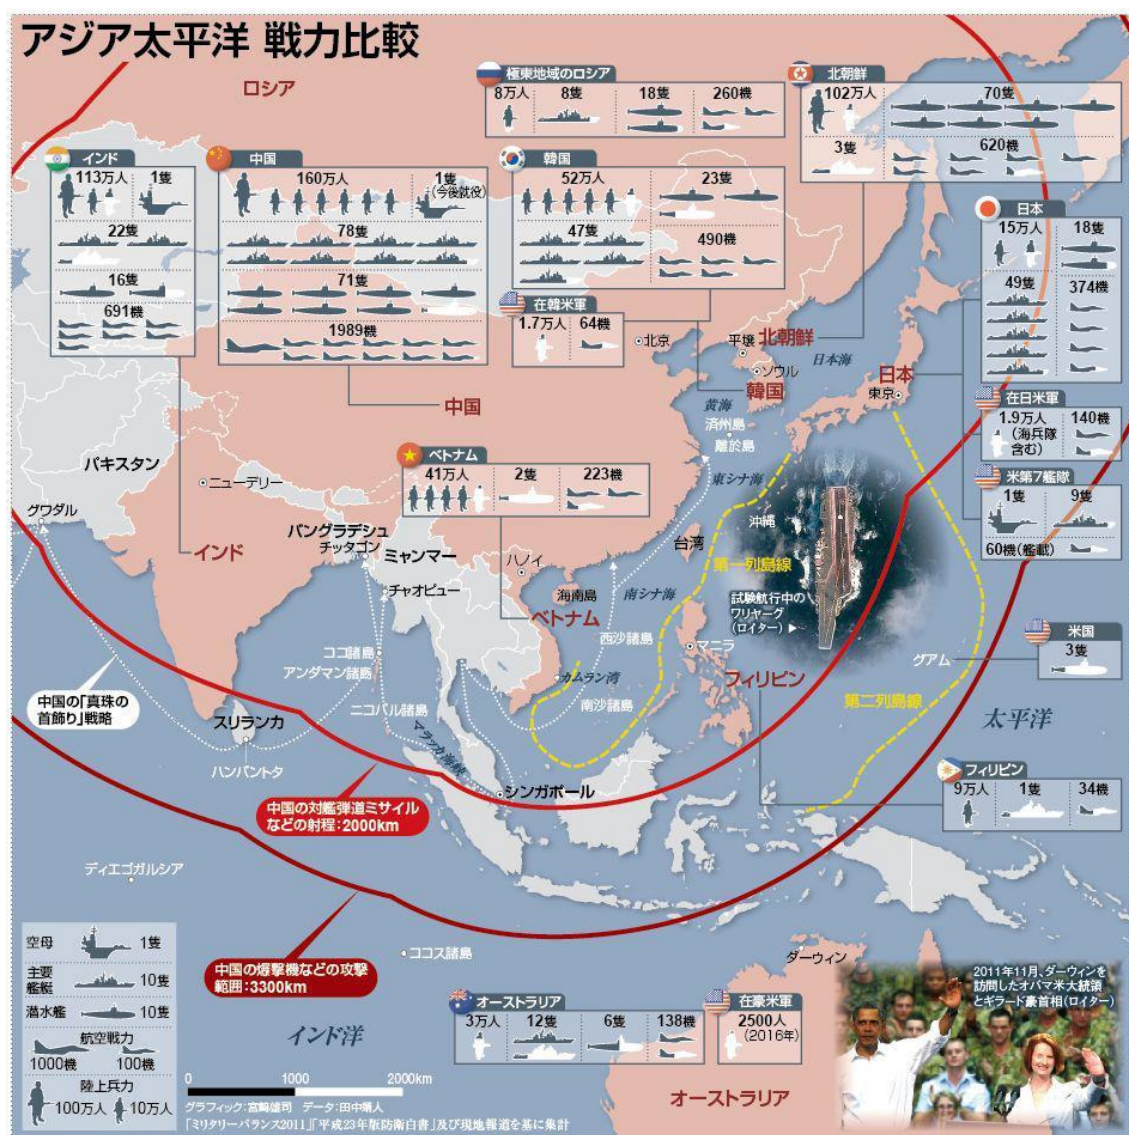 アジア太平洋 戦力比較
ロシア
極東地域のロシア
8万人
8隻
18隻
260機
北朝鮮
102万人
70隻
3隻
620機
インド
113万人
1隻
22隻
16隻
691機
中国
160万人
1隻
(今後就役)
78隻
71隻
1989機
韓国
52万人
23隻
47隻
490機
在韓米軍
1.7万人
64機
日本
15万人
18隻
49隻
374機
在日米軍
1.9万人
(海兵隊
含む)
140機
米第7艦隊
1隻
9隻
60機(艦載)
北京
平壌
北朝鮮
ソウル
韓国
日本海
日本
東京
黄海
済州島
離於島
東シナ海
中国
ベトナム
41万人
2隻
223機
パキスタン
ニューデリー
グワダル
バングラデシュ
チッタゴン
ミャンマー
インド
チャオピュー
ハノイ
海南島
ベトナム
台湾
沖縄
第一列島線
南シナ海
試験航行中の
ワリャーグ
(ロイター)▶
西沙諸島
マニラ
フィリピン
カムラン湾
南沙諸島
グアム
米国
3隻
第二列島線
太平洋
ココ諸島
アンダマン諸島
ニコバル諸島
マラッカ海峡
中国の「真珠の
首飾り」戦略
スリランカ
ハンバントタ
シンガポール
中国の対艦弾道ミサイル
などの射程:2000km
フィリピン
9万人
1隻
34機
ディエゴガルシア
中国の爆撃機などの攻撃
範囲:3300km
ココス諸島
ダーウィン
空母
1隻
主要
艦艇
10隻
潜水艦
10隻
航空戦力
1000機
100機
陸上兵力
100万人
10万人
インド洋
オーストラリア
3万人
12隻
6隻
138機
在豪米軍
2500人
(2016年)
2011年11月、ダーウィンを
訪問したオバマ米大統領
とギラード豪首相(ロイター)
オーストラリア
0
1000
2000km
グラフィック:宮崎雄司 データ:田中靖人
「ミリタリーバランス2011」「平成23年版防衛白書」及び現地報道を基に集計